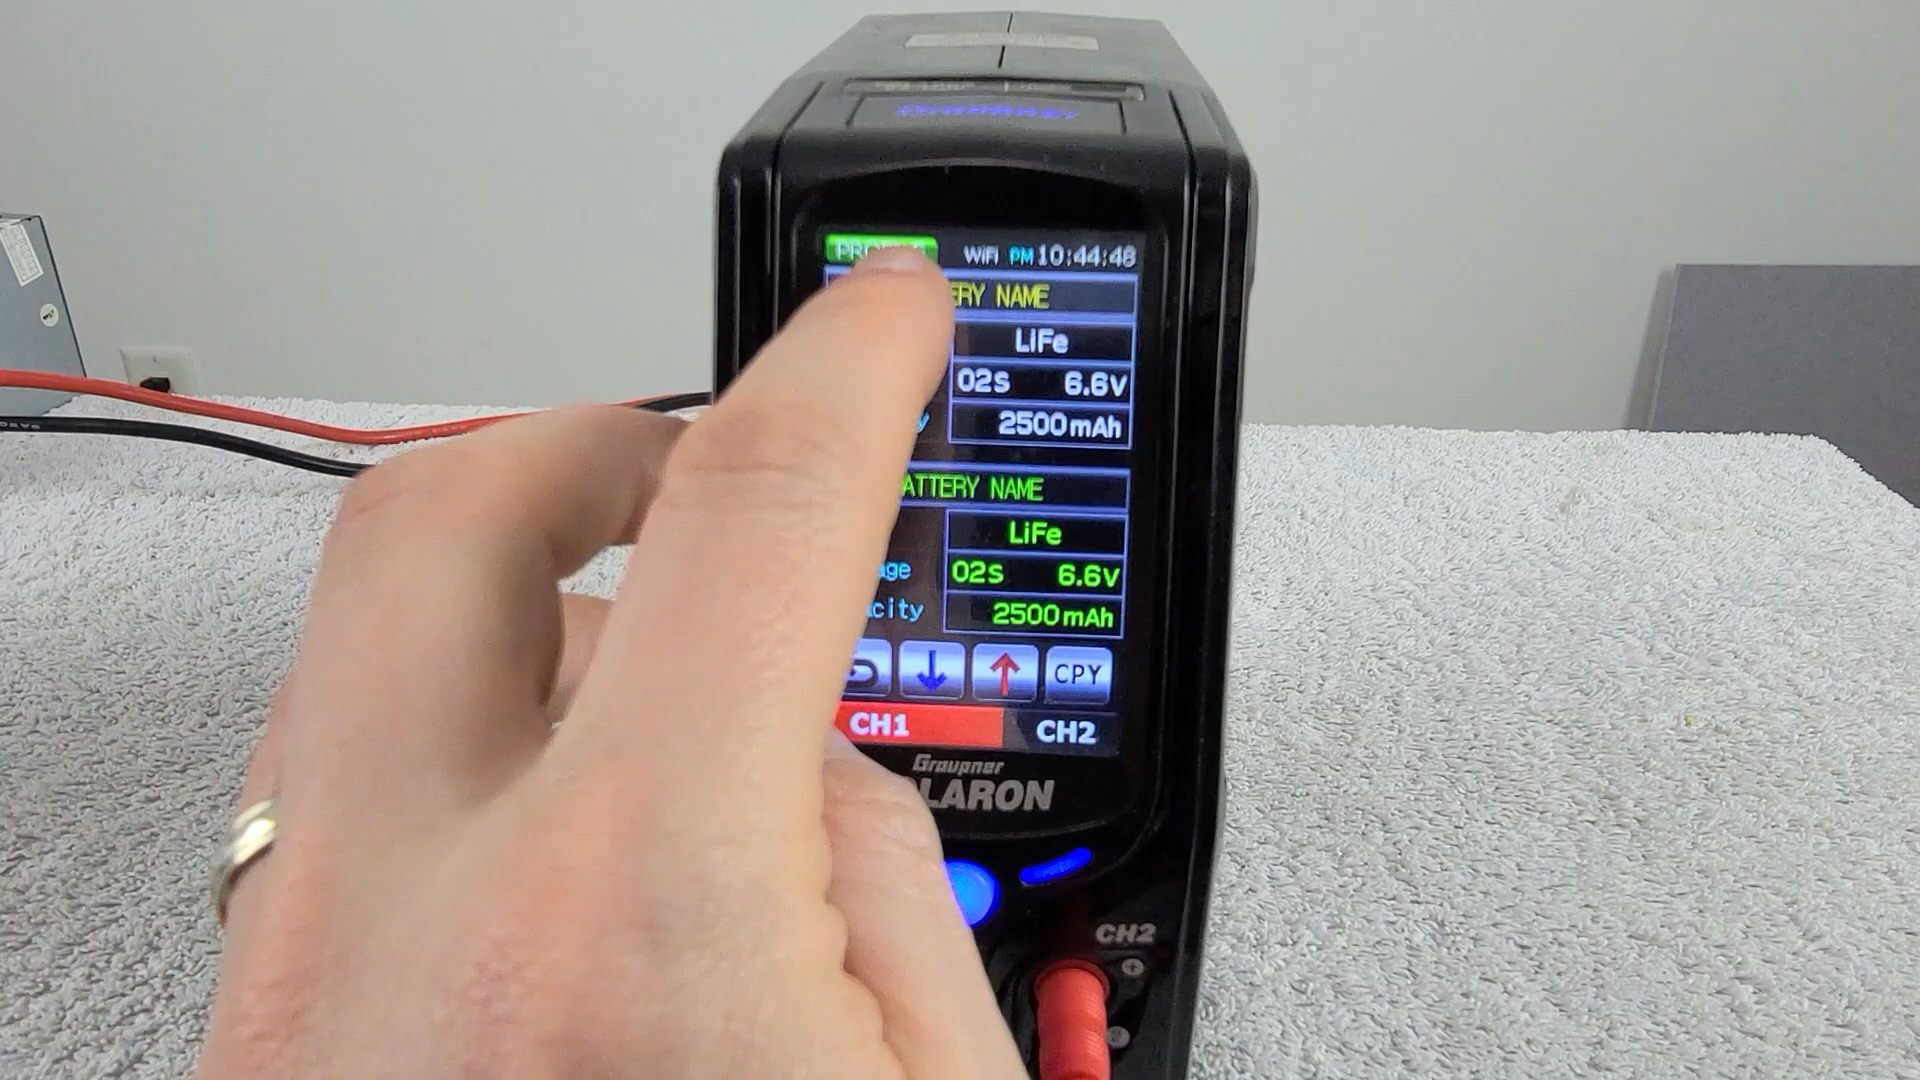 WiFi PM 10:44:48
ERY NAME
LiFe
02S 6.6V
y 2500mAh
ATTERY NAME
LiFe
age 02S 6.6V
city 2500mAh
CPY
CH1 CH2
Graupner
LARON
CH2